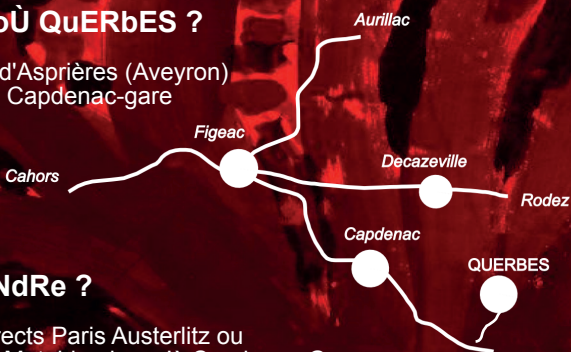 oÙ QuERbES ?
Aurillac
d'Asprières (Aveyron)
Capdenac-gare
Figeac
Cahors
Decazeville
Rodez
Capdenac
QUERBES
NdRe ?
rects Paris Austerlitz ou